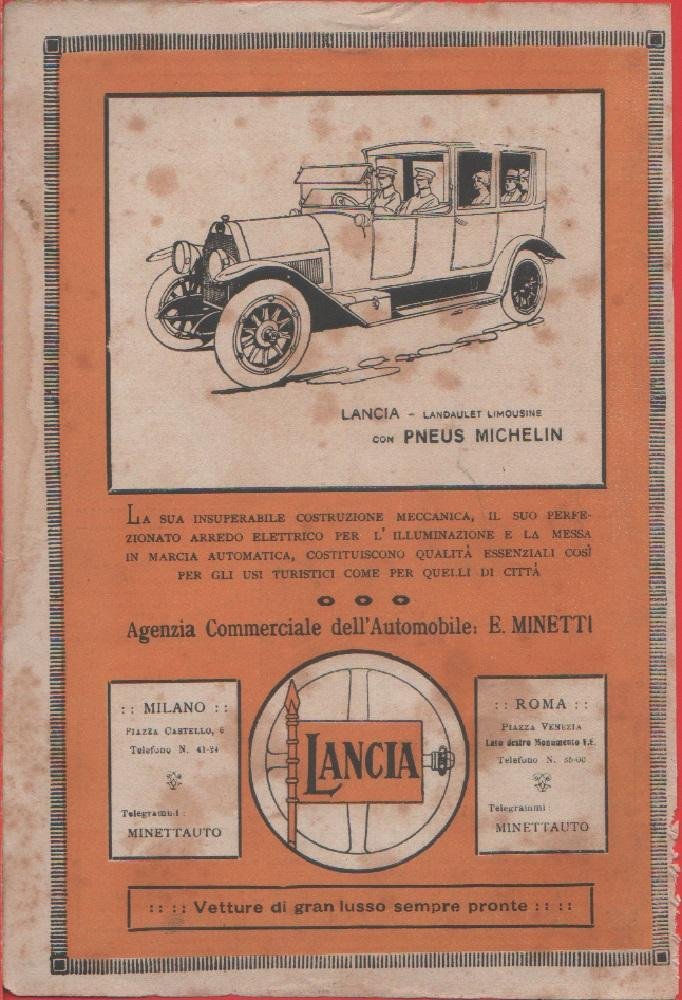 LANCIA - LANDAULET LIMOUSINE
CON PNEUS MICHELIN
LA SUA INSUPERABILE COSTRUZIONE MECCANICA, IL SUO PERFE-
ZIONATO ARREDO ELETTRICO PER L'ILLUMINAZIONE E LA MESSA
IN MARCIA AUTOMATICA, COSTITUISCONO QUALITÀ ESSENZIALI COSÌ
PER GLI USI TURISTICI COME PER QUELLI DI CITTÀ
Agenzia Commerciale dell'Automobile: E. MINETTI
:: MILANO ::
PIAZZA CASTELLO, 6
Telefono N.
Telegrammi:
MINETTAUTO
LANCIA
:: ROMA ::
PIAZZA VENEZIA
Lato destro Monumento V.E.
Telefono N.
Telegrammi:
MINETTAUTO
:: :: Vetture di gran lusso sempre pronte :: ::